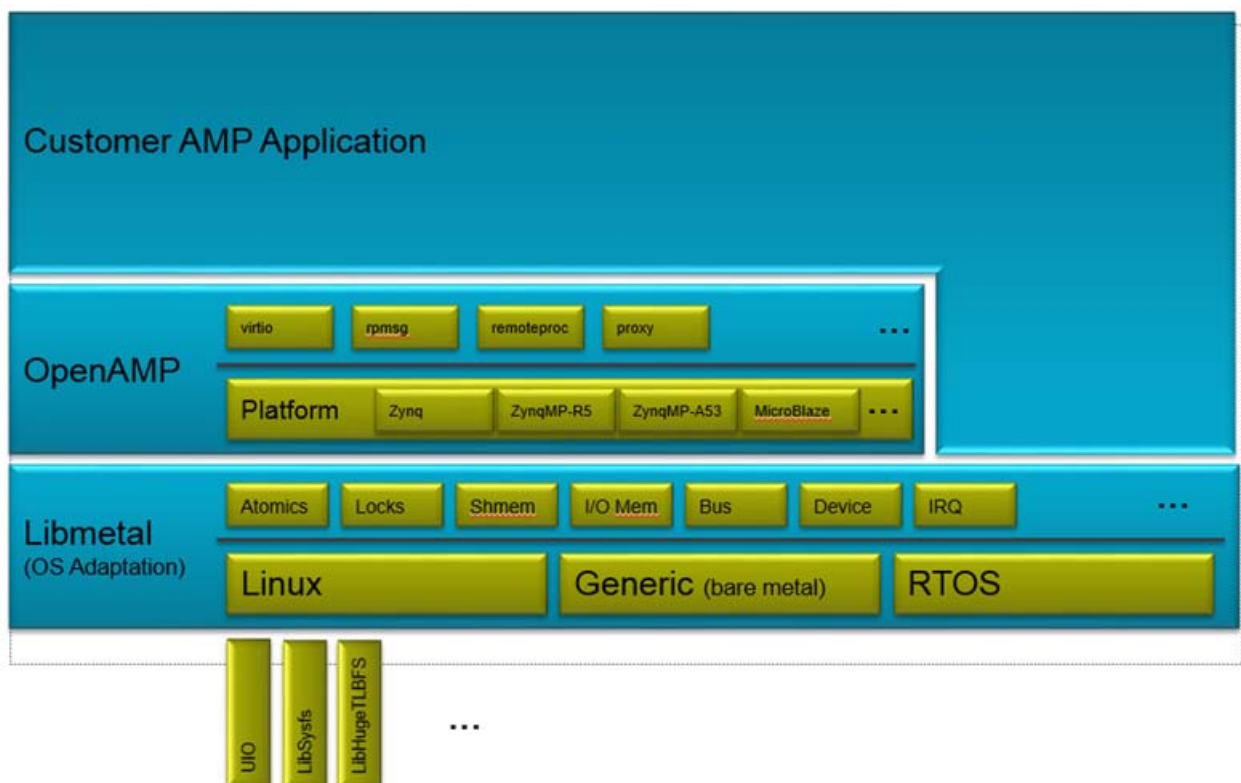 Customer AMP Application
virtio rpmsg remoteproc proxy ...
OpenAMP
Platform Zynq ZynqMP-R5 ZynqMP-A53 MicroBlaze ...
Atomics Locks Shmem I/O Mem Bus Device IRQ ...
Libmetal
(OS Adaptation)
Linux Generic (bare metal) RTOS
UIO LibSysfs LibHugeTLBFS ...